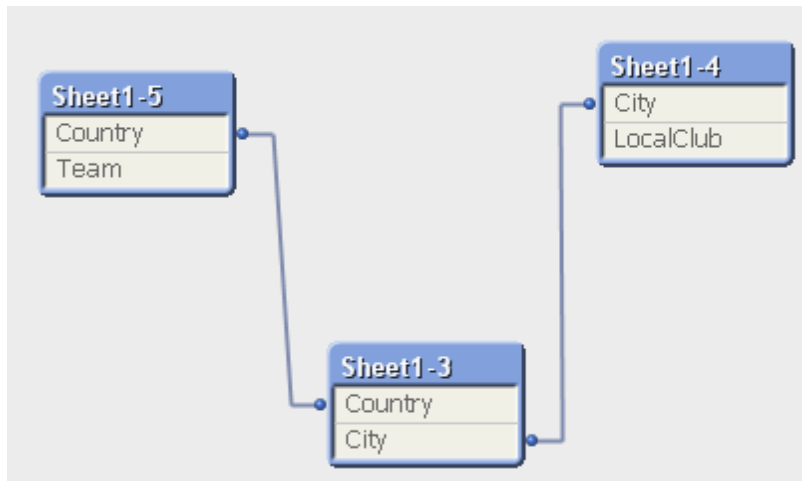 Sheet1-5
Country
Team
Sheet1-4
City
LocalClub
Sheet1-3
Country
City